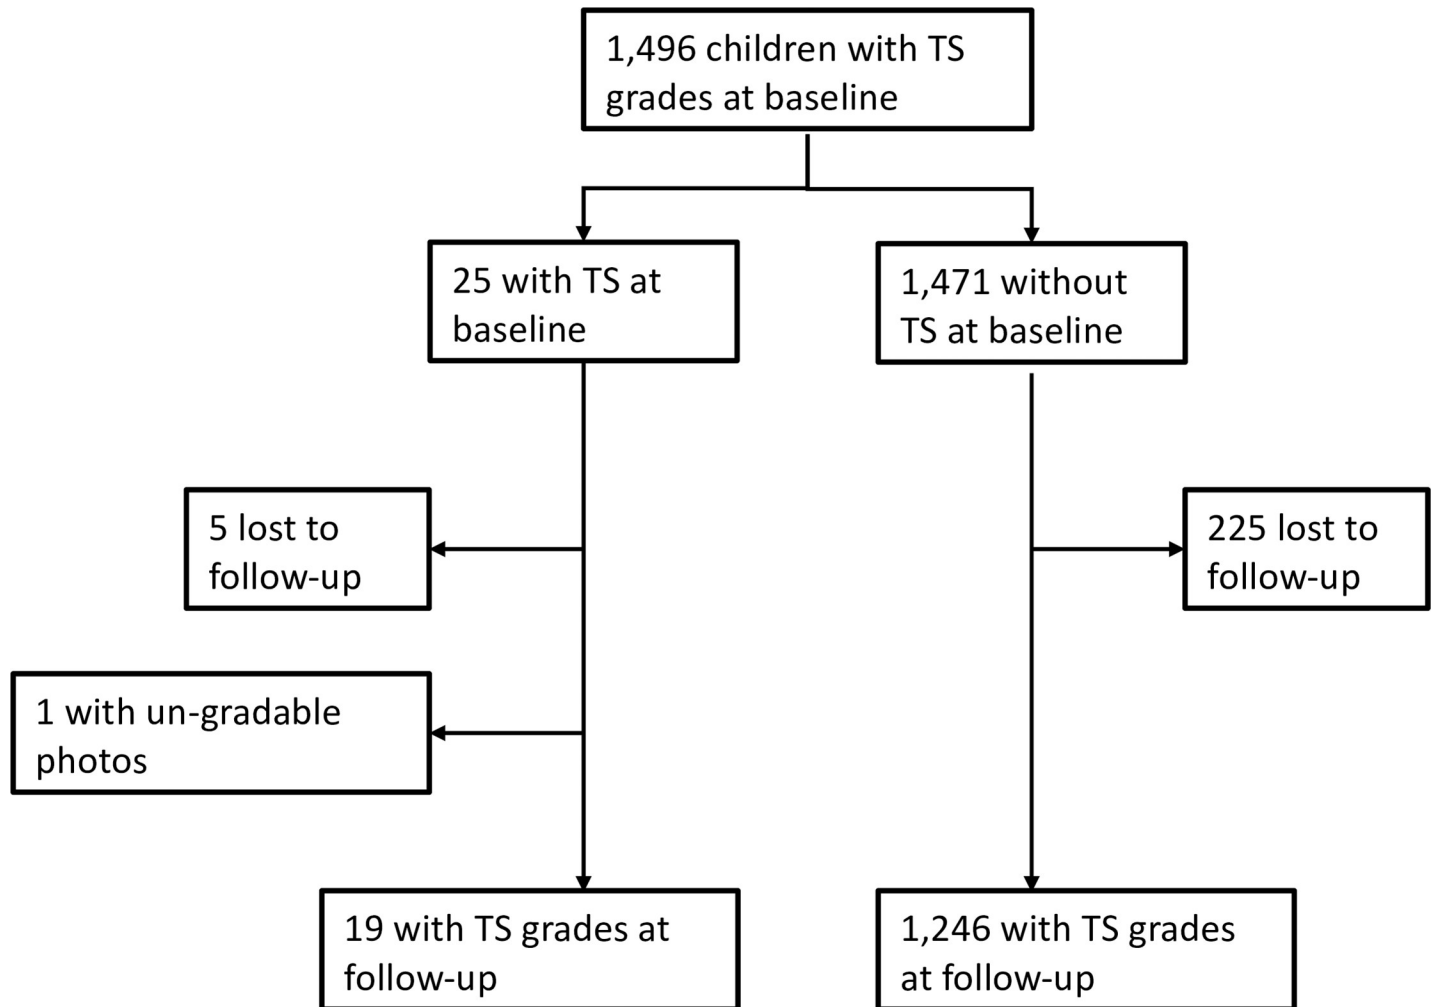 1,496 children with TS
grades at baseline
25 with TS at
baseline
1,471 without
TS at baseline
5 lost to
follow-up
225 lost to
follow-up
1 with un-gradable
photos
19 with TS grades at
follow-up
1,246 with TS grades
at follow-up